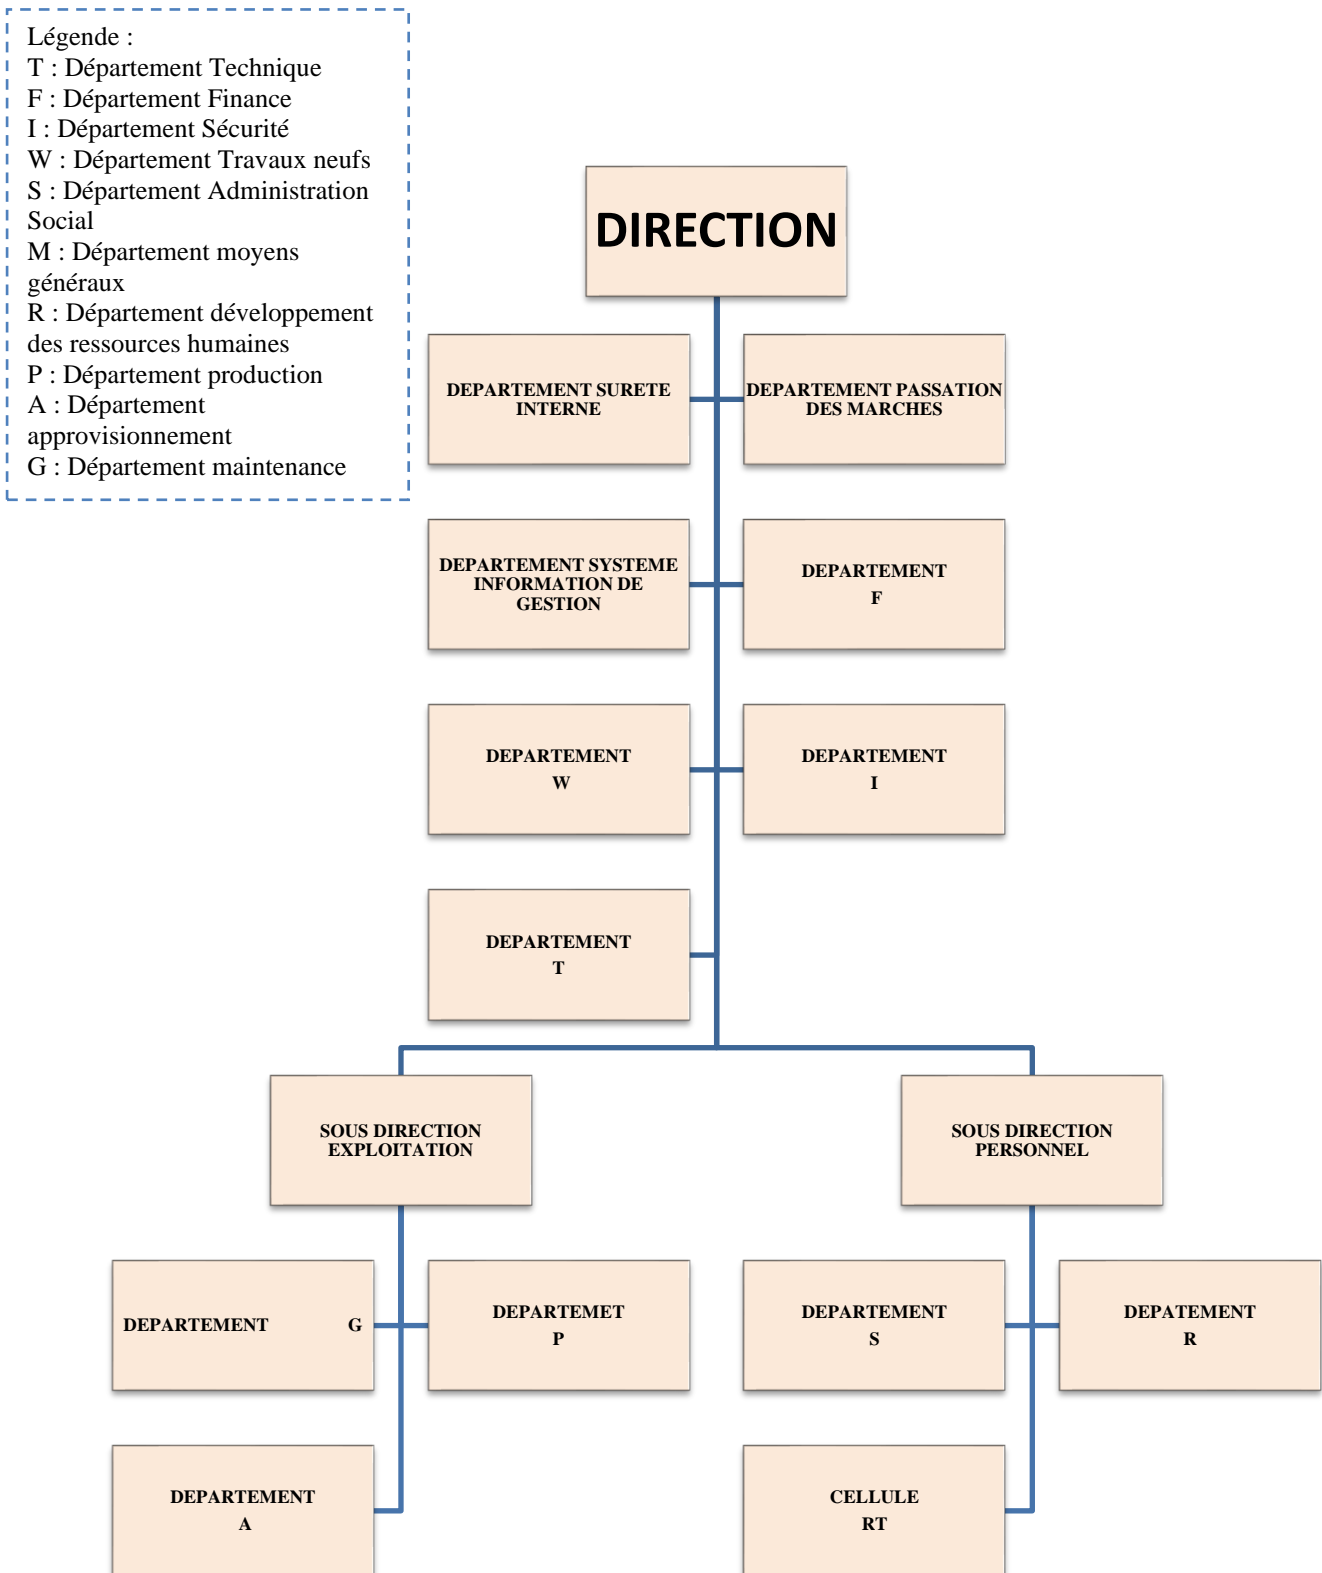 Légende :
T : Département Technique
F : Département Finance
I : Département Sécurité
W : Département Travaux neufs
S : Département Administration
Social
M : Département moyens
généraux
R : Département développement
des ressources humaines
P : Département production
A : Département
approvisionnement
G : Département maintenance
DIRECTION
DEPARTEMENT SURETE
INTERNE
DEPARTEMENT PASSATION
DES MARCHES
DEPARTEMENT SYSTEME
INFORMATION DE
GESTION
DEPARTEMENT
F
DEPARTEMENT
W
DEPARTEMENT
I
DEPARTEMENT
T
SOUS DIRECTION
EXPLOITATION
SOUS DIRECTION
PERSONNEL
DEPARTEMENT G
DEPARTEMET
P
DEPARTEMENT
S
DEPATEMENT
R
DEPARTEMENT
A
CELLULE
RT